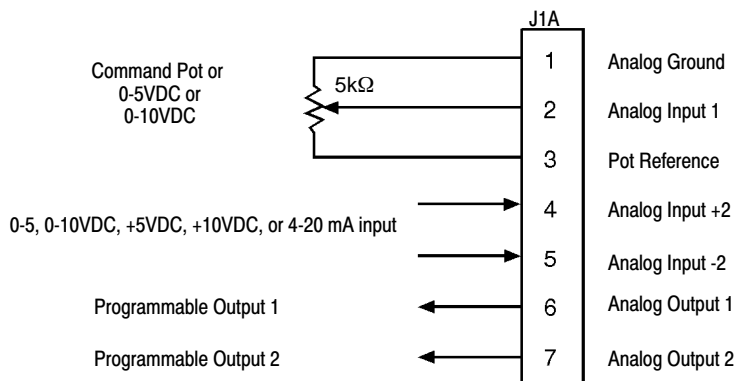 J1A
1 Analog Ground
Command Pot or
0-5VDC or
0-10VDC
5kΩ
2 Analog Input 1
3 Pot Reference
4 Analog Input +2
0-5, 0-10VDC, +5VDC, +10VDC, or 4-20 mA input
5 Analog Input -2
Programmable Output 1 6 Analog Output 1
Programmable Output 2 7 Analog Output 2